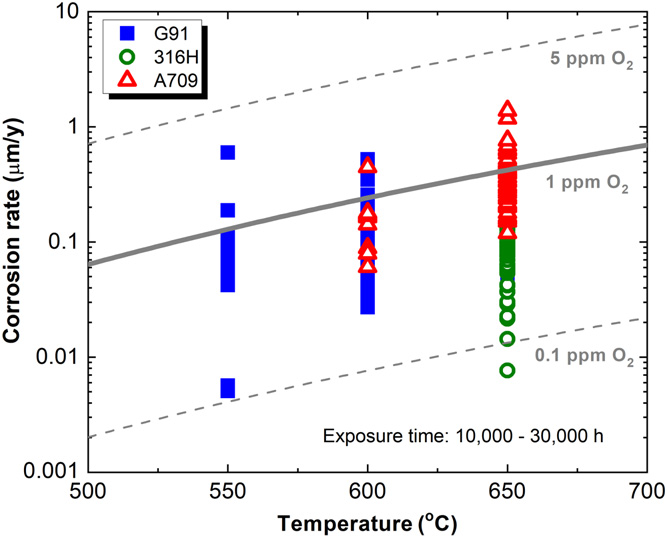 10
1
0.1
0.01
0.001
Corrosion rate (μm/y)
G91
316H
A709
5 ppm O₂
1 ppm O₂
0.1 ppm O₂
Exposure time: 10,000 - 30,000 h
500 550 600 650 700
Temperature (°C)